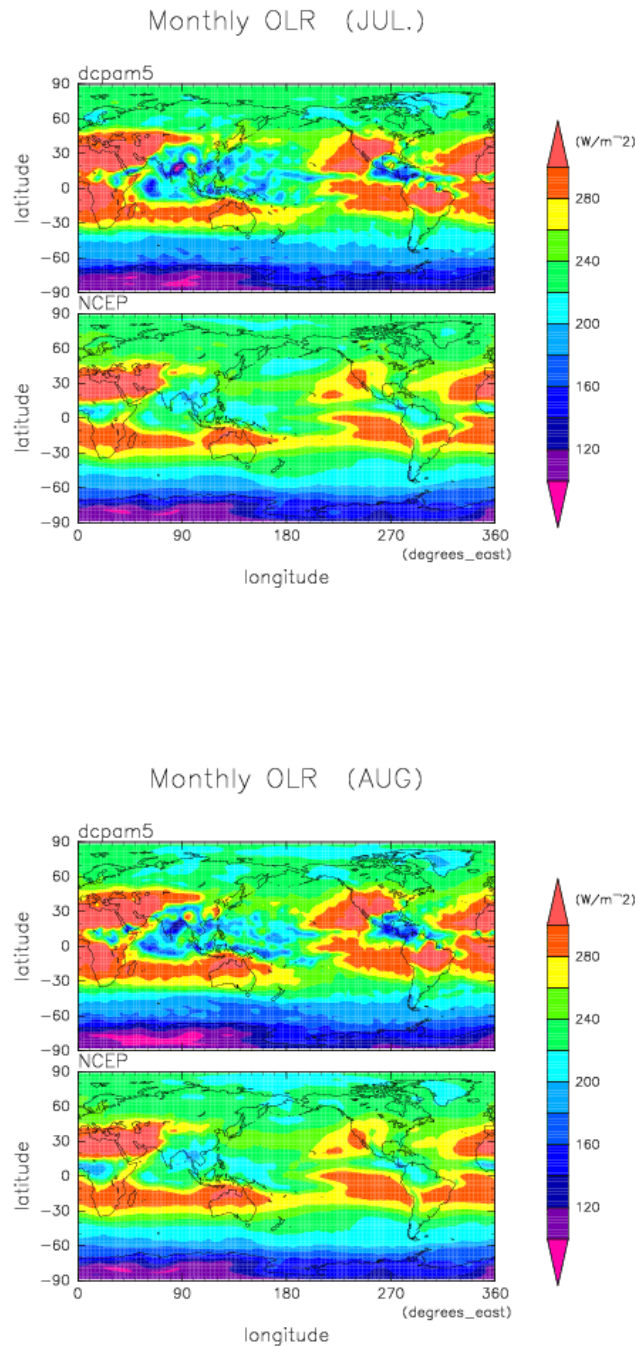 Monthly OLR (JUL.)
dcpam5
90
60
30
0
−30
−60
−90
latitude
(W/m^2)
280
240
200
160
120
NCEP
90
60
30
0
−30
−60
−90
latitude
0 90 180 270 360
(degrees_east)
longitude
Monthly OLR (AUG)
dcpam5
90
60
30
0
−30
−60
−90
latitude
(W/m^2)
280
240
200
160
120
NCEP
90
60
30
0
−30
−60
−90
latitude
0 90 180 270 360
(degrees_east)
longitude